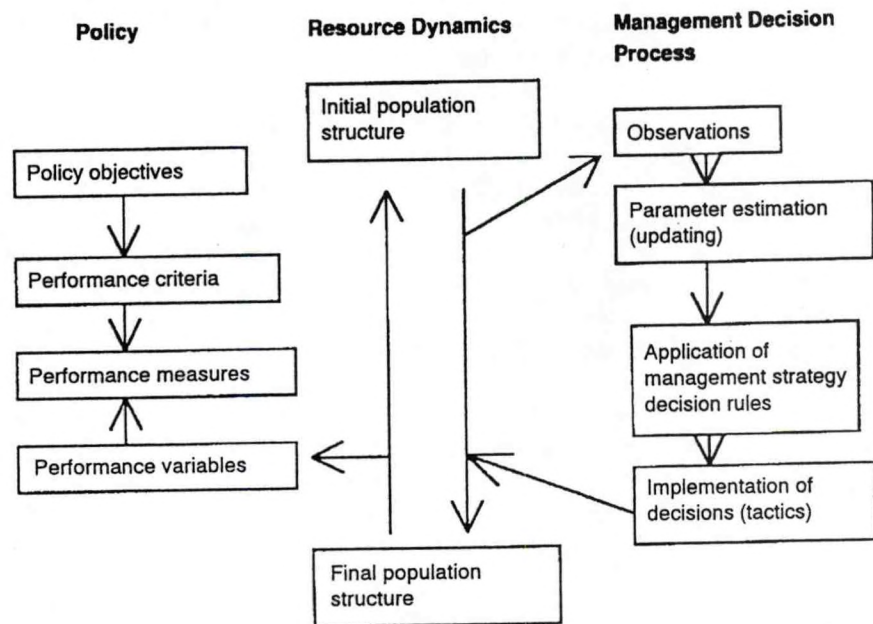 Policy
Resource Dynamics
Management Decision
Process
Initial population
structure
Observations
Policy objectives
Parameter estimation
(updating)
Performance criteria
Performance measures
Application of
management strategy
decision rules
Performance variables
Implementation of
decisions (tactics)
Final population
structure